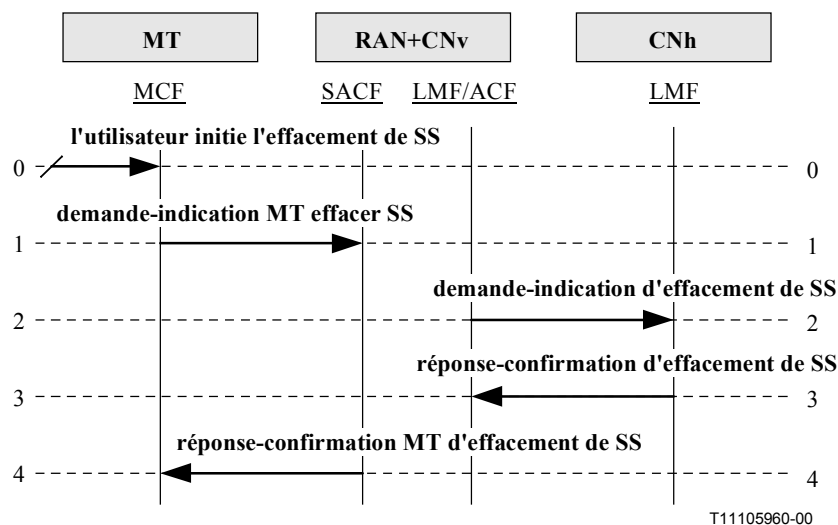 MT RAN+CNv CNh
MCF SACF LMF/ACF LMF
l'utilisateur initie l'effacement de SS
0 0
demande-indication MT effacer SS
1 1
demande-indication d'effacement de SS
2 2
réponse-confirmation d'effacement de SS
3 3
réponse-confirmation MT d'effacement de SS
4 4
T11105960-00